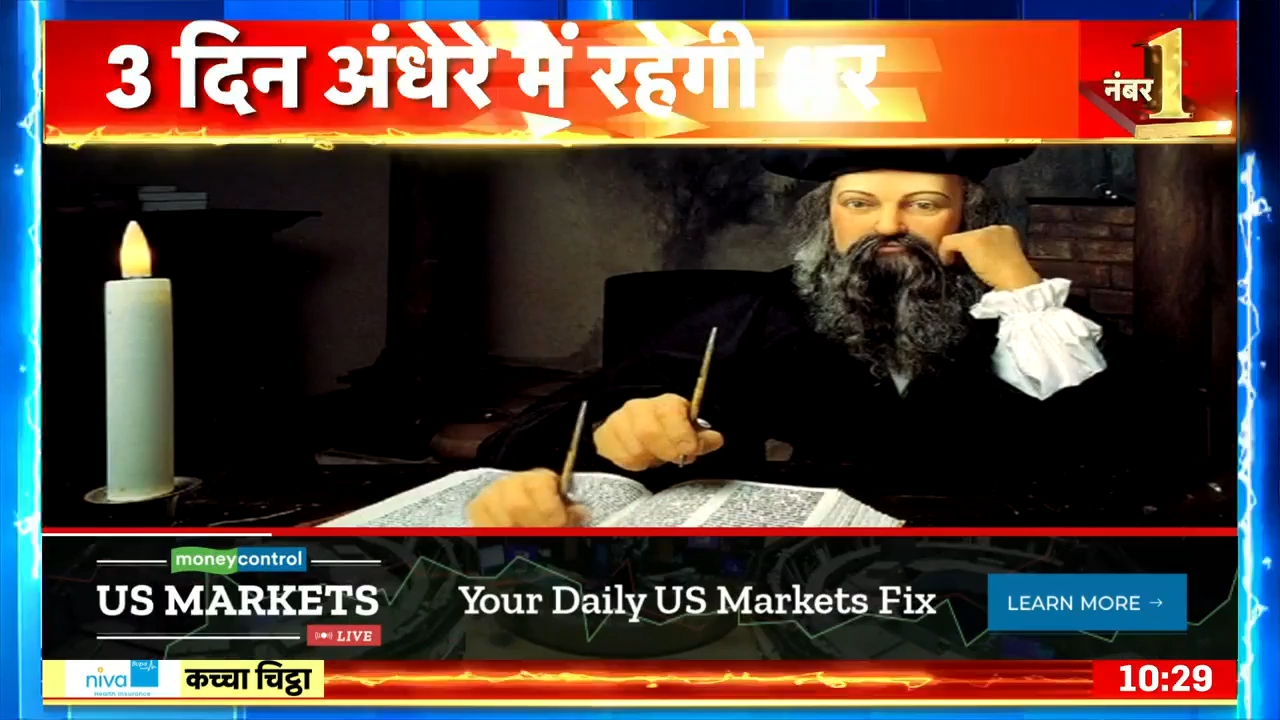 3 दिन अंधेरे में रहेगी
नंबर 1
moneycontrol
US MARKETS
LIVE
Your Daily US Markets Fix
LEARN MORE →
niva Bupa
Health Insurance
कच्चा चिट्ठा
10:29